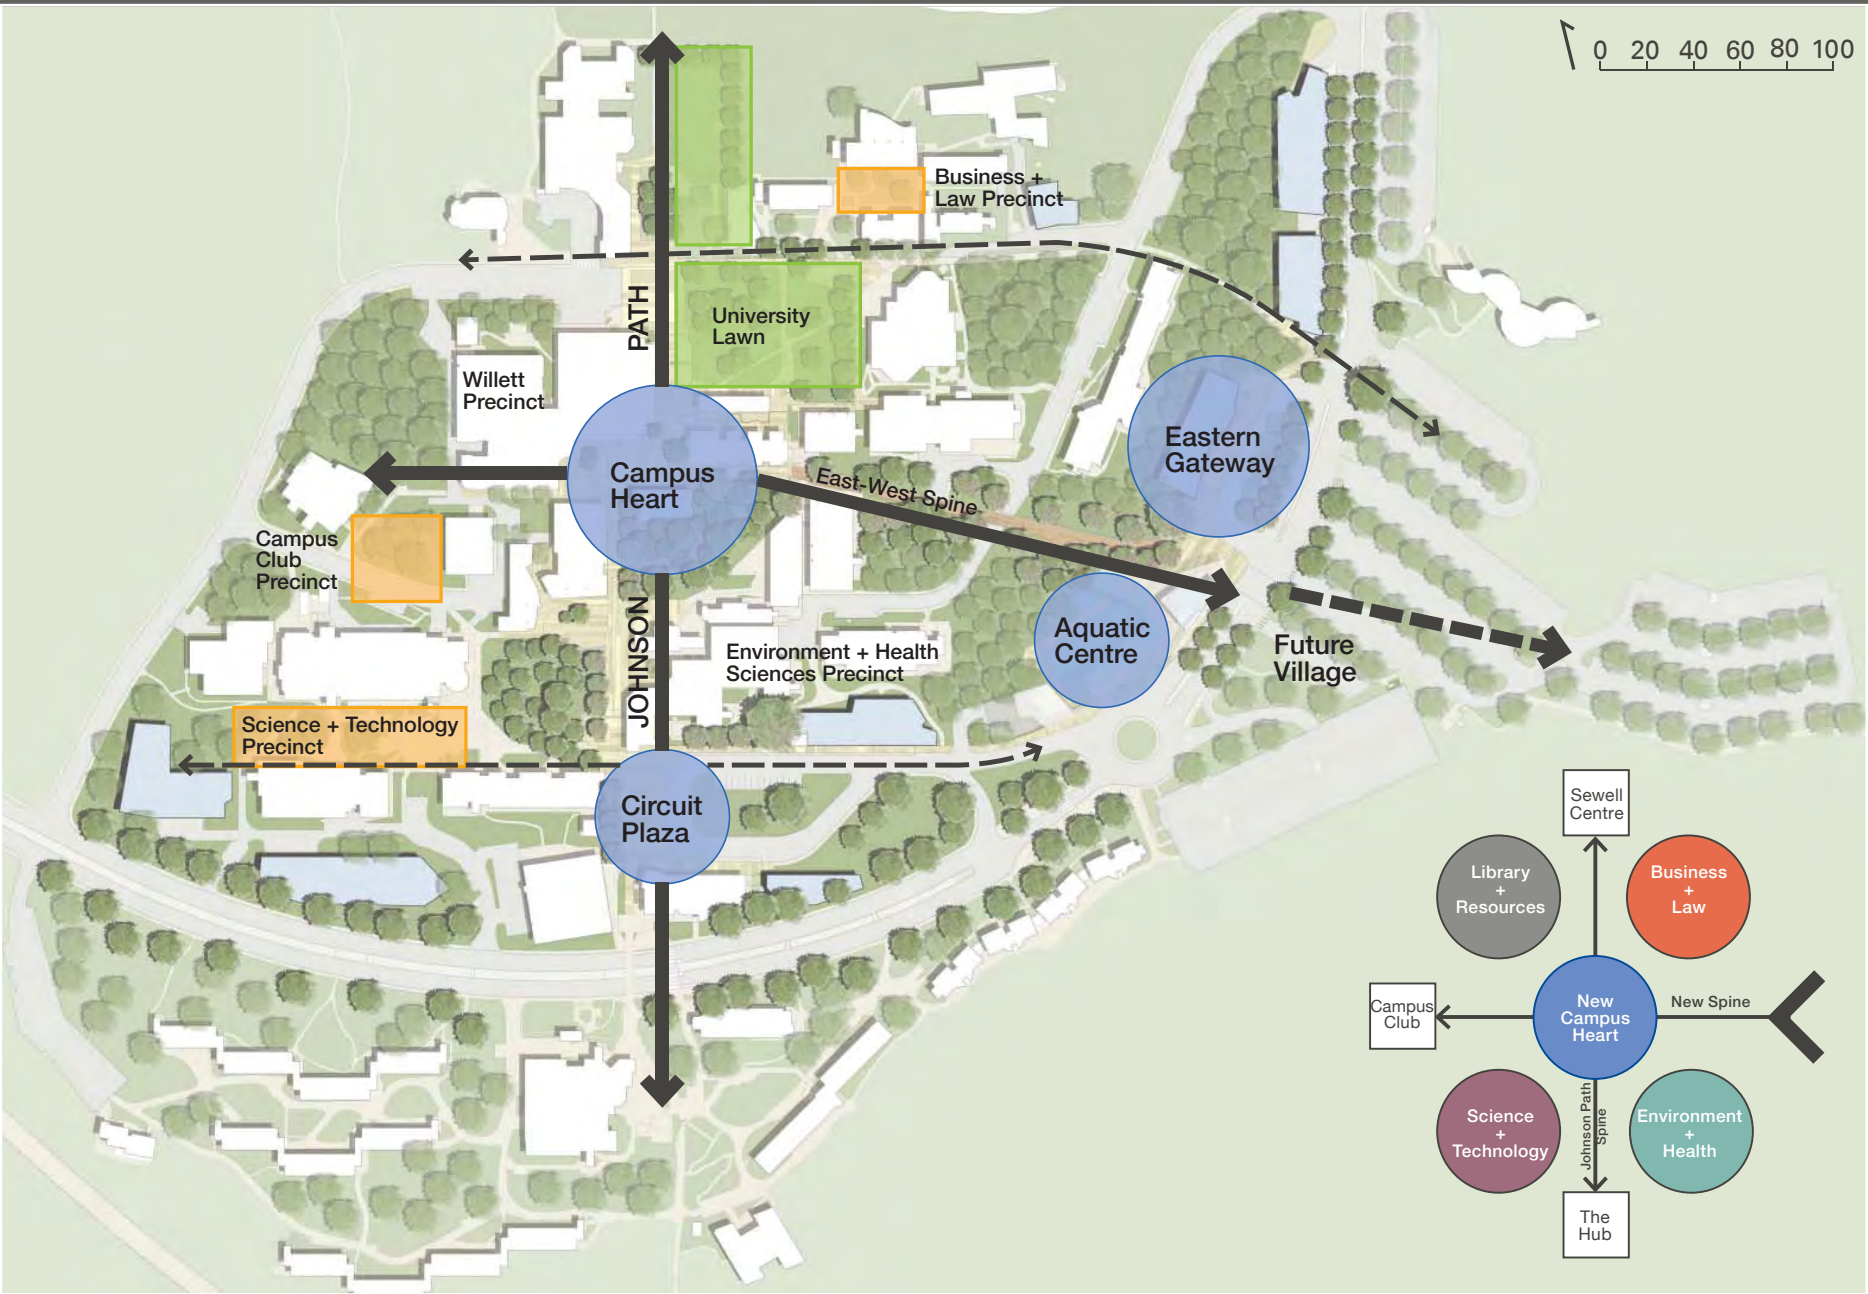 0 20 40 60 80 100
Business +
Law Precinct
PATH
University
Lawn
Willett
Precinct
Eastern
Gateway
Campus
Heart
East-West Spine
Campus
Club
Precinct
JOHNSON
Aquatic
Centre
Environment + Health
Sciences Precinct
Future
Village
Science + Technology
Precinct
Circuit
Plaza
Sewell
Centre
Library
+
Resources
Business
+
Law
Campus
Club
New
Campus
Heart
New Spine
Science
+
Technology
Johnson Path
Spine
Environment
+
Health
The
Hub